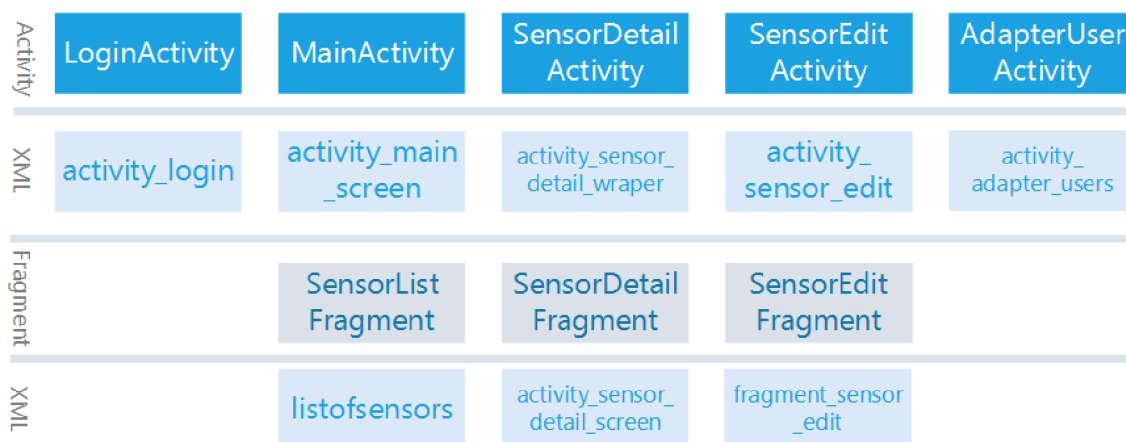 Activity
LoginActivity
MainActivity
SensorDetail
Activity
SensorEdit
Activity
AdapterUser
Activity
XML
activity_login
activity_main
_screen
activity_sensor_
detail_wraper
activity_
sensor_edit
activity_
adapter_users
Fragment
SensorList
Fragment
SensorDetail
Fragment
SensorEdit
Fragment
XML
listofsensors
activity_sensor_
detail_screen
fragment_sensor
_edit